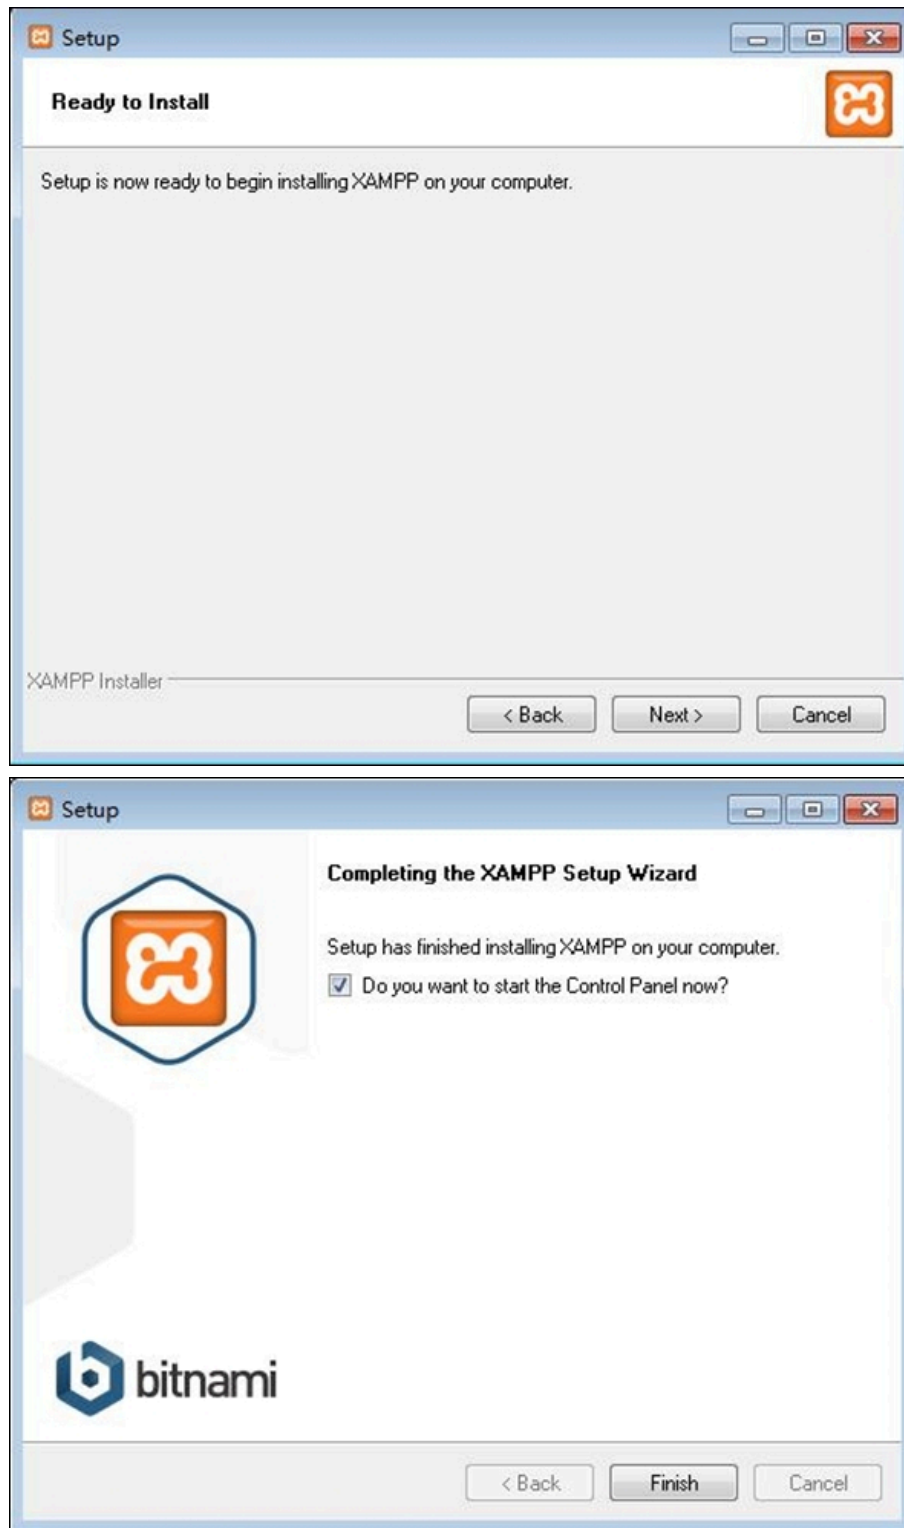 Setup
Ready to Install
Setup is now ready to begin installing XAMPP on your computer.
XAMPP Installer
< Back Next > Cancel
Setup
Completing the XAMPP Setup Wizard
Setup has finished installing XAMPP on your computer.
Do you want to start the Control Panel now?
bitnami
< Back Finish Cancel